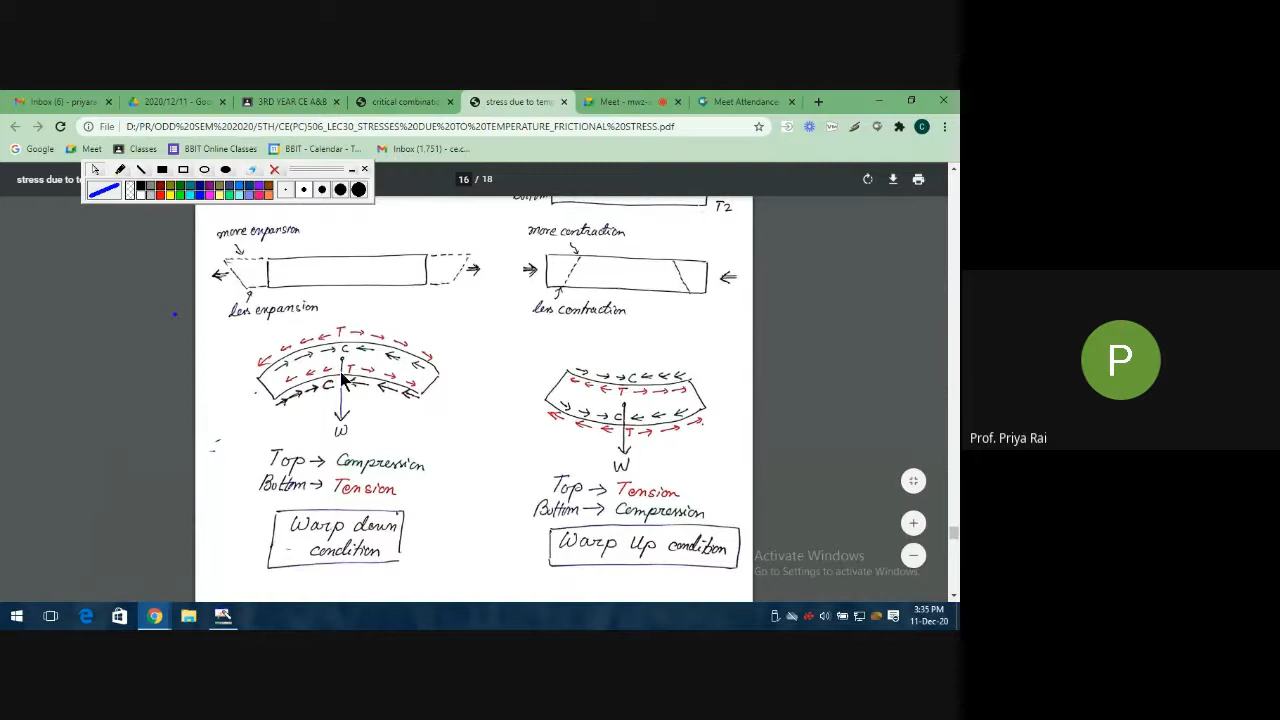 Inbox (6) - priyara
2020/12/11 - Goo
3RD YEAR CE A&B
critical combinatio
stress due to temp
Meet - mwz-
Meet Attendance
File D:/PR/ODD%20SEM%202020/5TH/CE(PC)506_LEC30_STRESSES%20DUE%20TO%20TEMPERATURE_FRICTIONAL%20STRESS.pdf
Google
Meet
Classes
BBIT Online Classes
BBIT - Calendar - T...
Inbox (1,751) - ce.c...
stress due to te
16 / 18
T2
more expansion
more contraction
less expansion
less contraction
T
C
T
C
W
C
T
C
T
W
Top → Compression
Bottom → Tension
Warp down
condition
Top → Tension
Bottom → Compression
Warp Up condition
Activate Windows
Go to Settings to activate Windows.
3:35 PM
11-Dec-20
P
Prof. Priya Rai